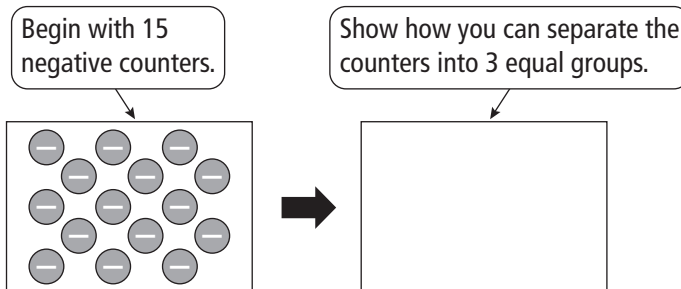 Begin with 15
negative counters.
Show how you can separate the
counters into 3 equal groups.